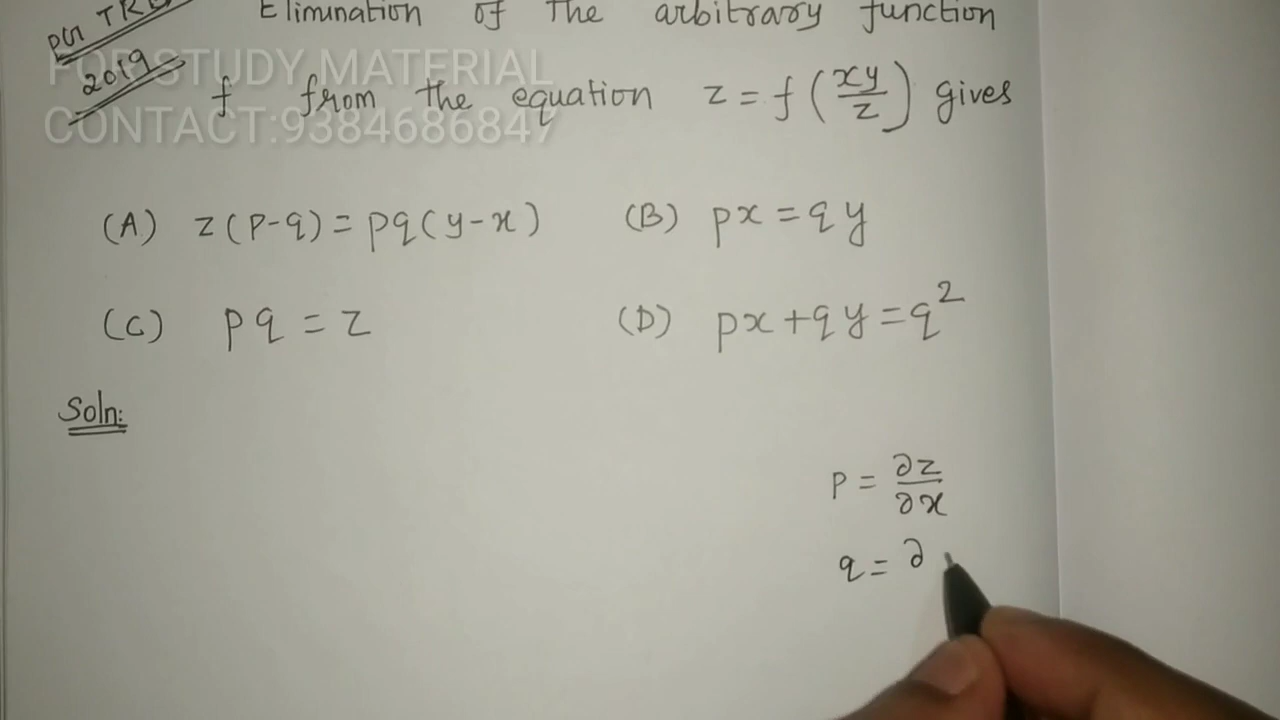 PG TRB
Elimination of the arbitrary function
2019
FOR STUDY MATERIAL
f from the equation z = f(xy/z) gives
CONTACT:9384686847
(A) z(p-q) = pq(y-x) (B) px = qy
(C) pq = z (D) px + qy = q²
Soln:
p = ∂z/∂x
q = ∂